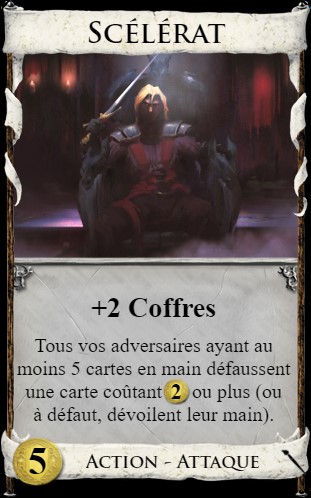 Scélérat
+2 Coffres
Tous vos adversaires ayant au
moins 5 cartes en main défaussent
une carte coûtant 2 ou plus (ou
à défaut, dévoilent leur main).
5 Action - Attaque